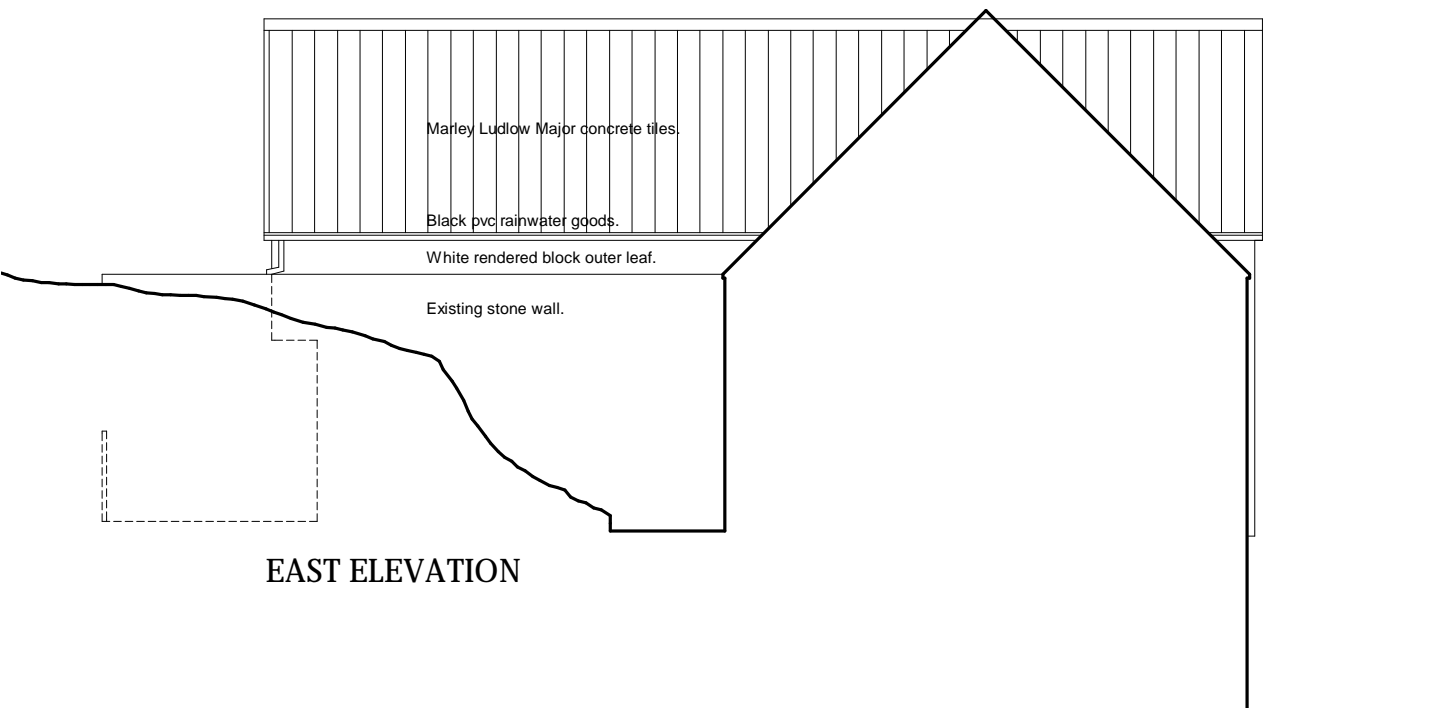 Marley Ludlow Major concrete tiles.
Black pvc rainwater goods.
White rendered block outer leaf.
Existing stone wall.
EAST ELEVATION